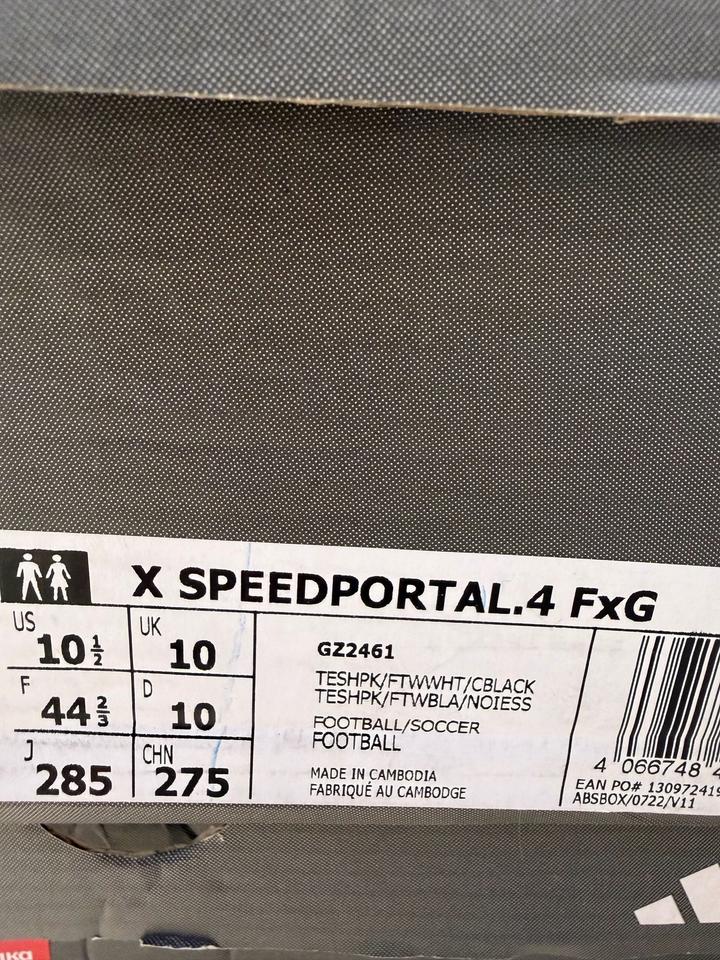 X SPEEDPORTAL.4 FxG
US 10 1/2
UK 10
F 44 2/3
D 10
J 285
CHN 275
GZ2461
TESHPK/FTWWHT/CBLACK
TESHPK/FTWBLA/NOIESS
FOOTBALL/SOCCER
FOOTBALL
MADE IN CAMBODIA
FABRIQUÉ AU CAMBODGE
4 066748 4
EAN PO# 130972419
ABSBOX/0722/V11